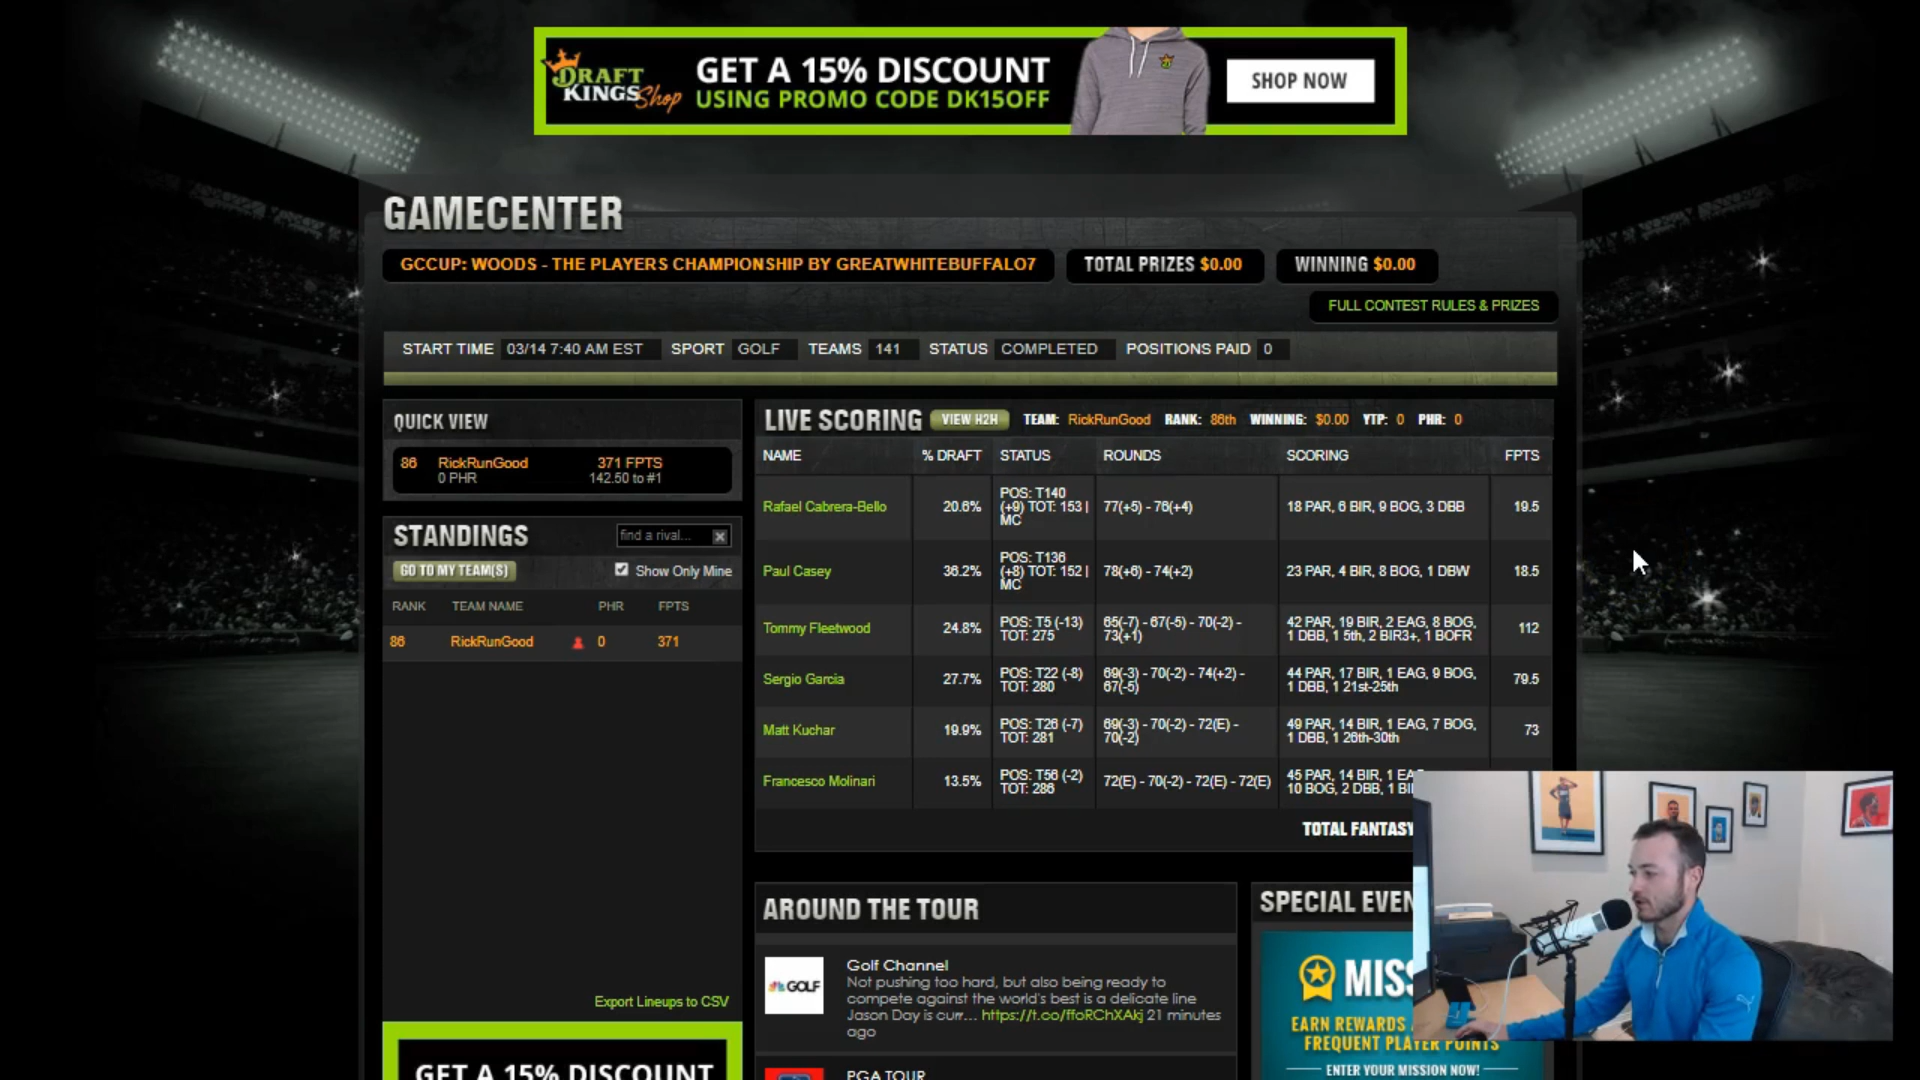 DRAFT
KINGS Shop
GET A 15% DISCOUNT
USING PROMO CODE DK15OFF
SHOP NOW
GAMECENTER
GCCUP: WOODS - THE PLAYERS CHAMPIONSHIP BY GREATWHITEBUFFALO7
TOTAL PRIZES $0.00
WINNING $0.00
FULL CONTEST RULES & PRIZES
START TIME 03/14 7:40 AM EST SPORT GOLF TEAMS 141 STATUS COMPLETED POSITIONS PAID 0
QUICK VIEW
86 RickRunGood 371 FPTS
0 PHR 142.50 to #1
STANDINGS
find a rival...
GO TO MY TEAM(S)
Show Only Mine
RANK TEAM NAME PHR FPTS
86 RickRunGood 0 371
Export Lineups to CSV
GET A 15% DISCOUNT
LIVE SCORING VIEW H2H TEAM: RickRunGood RANK: 86th WINNING: $0.00 YTP: 0 PHR: 0
NAME % DRAFT STATUS ROUNDS SCORING FPTS
Rafael Cabrera-Bello 20.6% POS: T140 (+9) TOT: 153 | MC 77(+5) - 76(+4) 18 PAR, 6 BIR, 9 BOG, 3 DBB 19.5
Paul Casey 36.2% POS: T136 (+8) TOT: 152 | MC 78(+6) - 74(+2) 23 PAR, 4 BIR, 8 BOG, 1 DBW 18.5
Tommy Fleetwood 24.8% POS: T5 (-13) TOT: 275 65(-7) - 67(-5) - 70(-2) - 73(+1) 42 PAR, 19 BIR, 2 EAG, 8 BOG, 1 DBB, 1 5th, 2 BIR3+, 1 BOFR 112
Sergio Garcia 27.7% POS: T22 (-8) TOT: 280 69(-3) - 70(-2) - 74(+2) - 67(-5) 44 PAR, 17 BIR, 1 EAG, 9 BOG, 1 DBB, 1 21st-25th 79.5
Matt Kuchar 19.9% POS: T26 (-7) TOT: 281 69(-3) - 70(-2) - 72(E) - 70(-2) 49 PAR, 14 BIR, 1 EAG, 7 BOG, 1 DBB, 1 26th-30th 73
Francesco Molinari 13.5% POS: T56 (-2) TOT: 286 72(E) - 70(-2) - 72(E) - 72(E) 45 PAR, 14 BIR, 1 EA 10 BOG, 2 DBB, 1 BI
TOTAL FANTASY
AROUND THE TOUR
GOLF
Golf Channel
Not pushing too hard, but also being ready to
compete against the world's best is a delicate line
Jason Day is curr... https://t.co/ffoRChXAkj 21 minutes
ago
PGA TOUR
SPECIAL EVEN
MISS
EARN REWARDS
FREQUENT PLAYER POINTS
ENTER YOUR MISSION NOW!